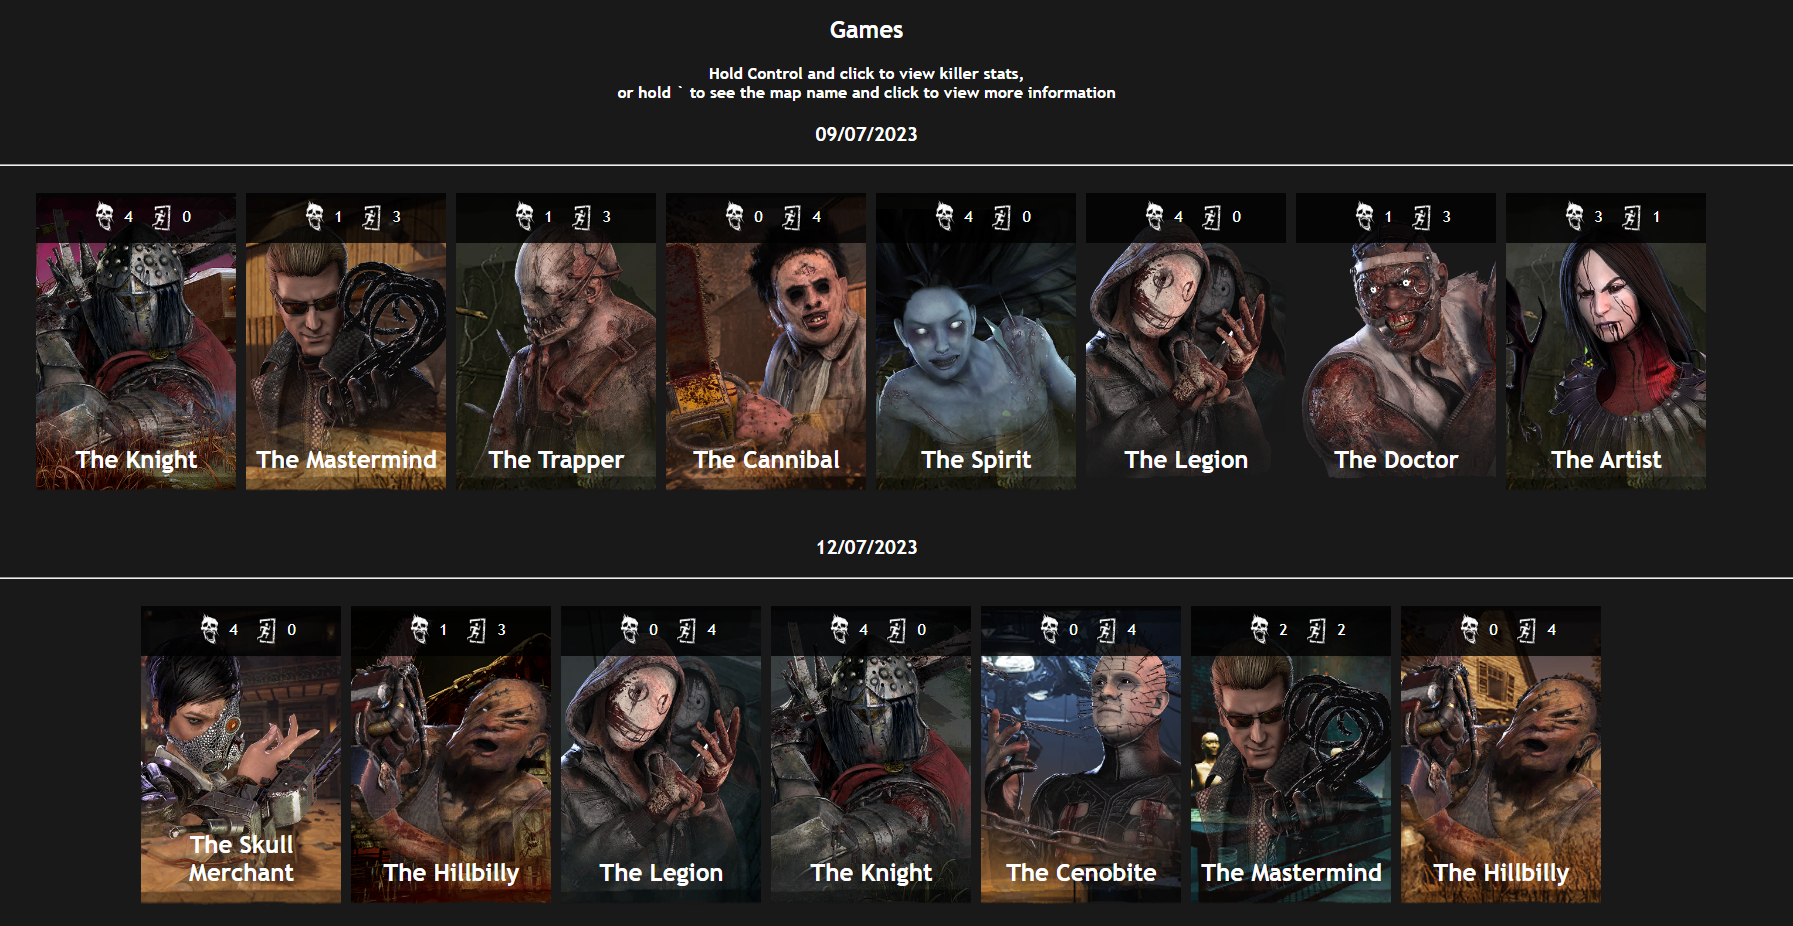 Games
Hold Control and click to view killer stats,
or hold ` to see the map name and click to view more information
09/07/2023
4 0
1 3
1 3
0 4
4 0
4 0
1 3
3 1
The Knight
The Mastermind
The Trapper
The Cannibal
The Spirit
The Legion
The Doctor
The Artist
12/07/2023
4 0
1 3
0 4
4 0
0 4
2 2
0 4
The Skull
Merchant
The Hillbilly
The Legion
The Knight
The Cenobite
The Mastermind
The Hillbilly